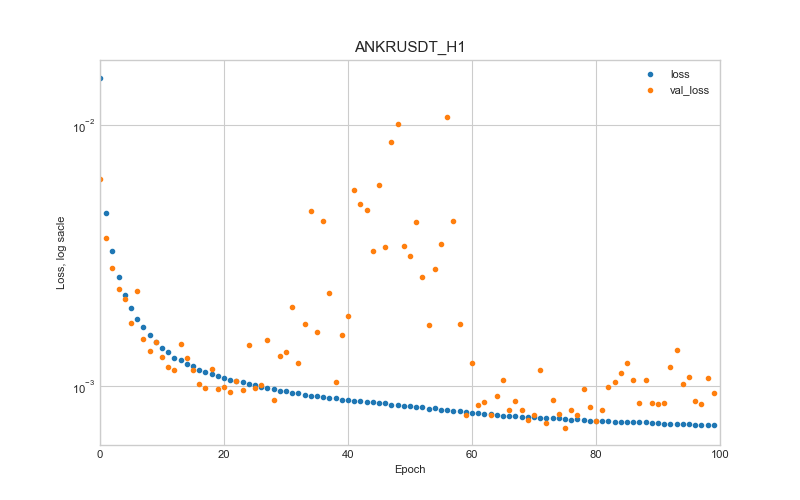 ANKRUSDT_H1
loss
val_loss
10⁻²
10⁻³
Loss, log sacle
0 20 40 60 80 100
Epoch